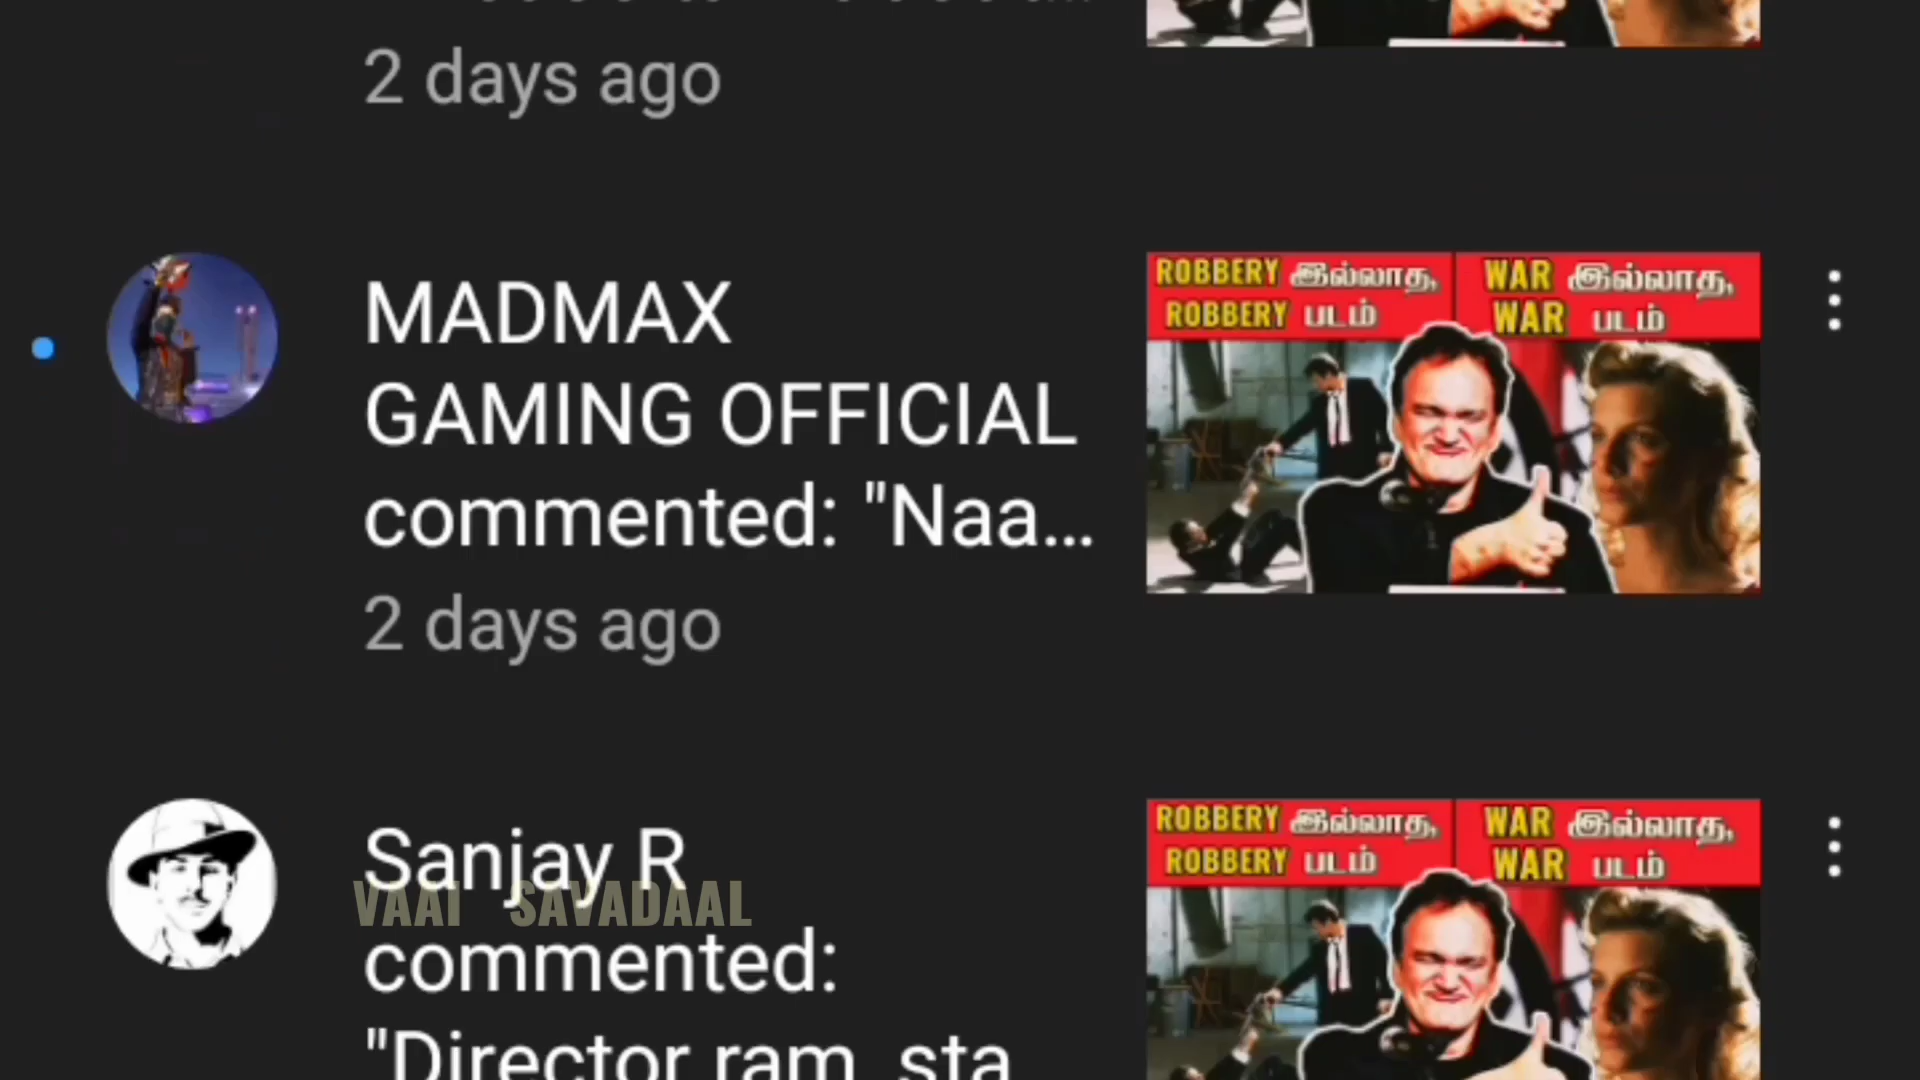 2 days ago
MADMAX
GAMING OFFICIAL
commented: "Naa...
2 days ago
ROBBERY இல்லாத,
ROBBERY படம்
WAR இல்லாத,
WAR படம்
Sanjay R
VAAI SAVADAAL
commented:
"Director ram, sta
ROBBERY இல்லாத,
ROBBERY படம்
WAR இல்லாத,
WAR படம்